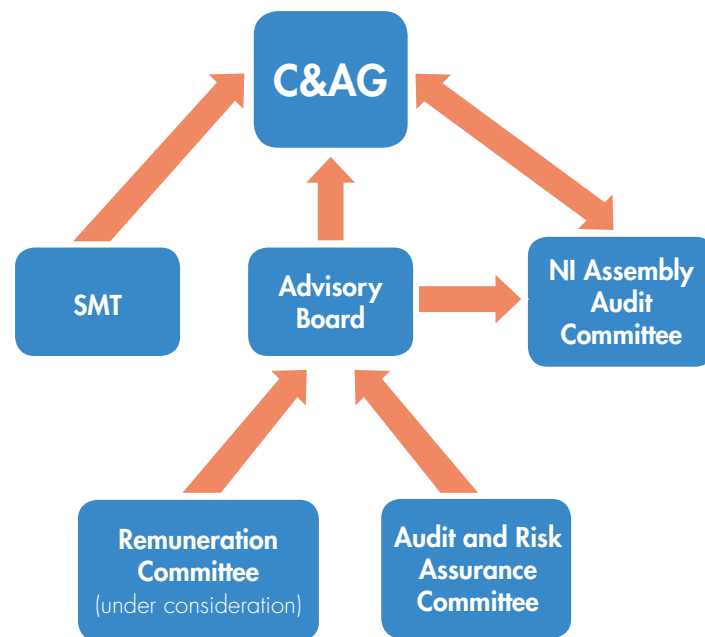 C&AG
SMT
Advisory
Board
NI Assembly
Audit
Committee
Remuneration
Committee
(under consideration)
Audit and Risk
Assurance
Committee